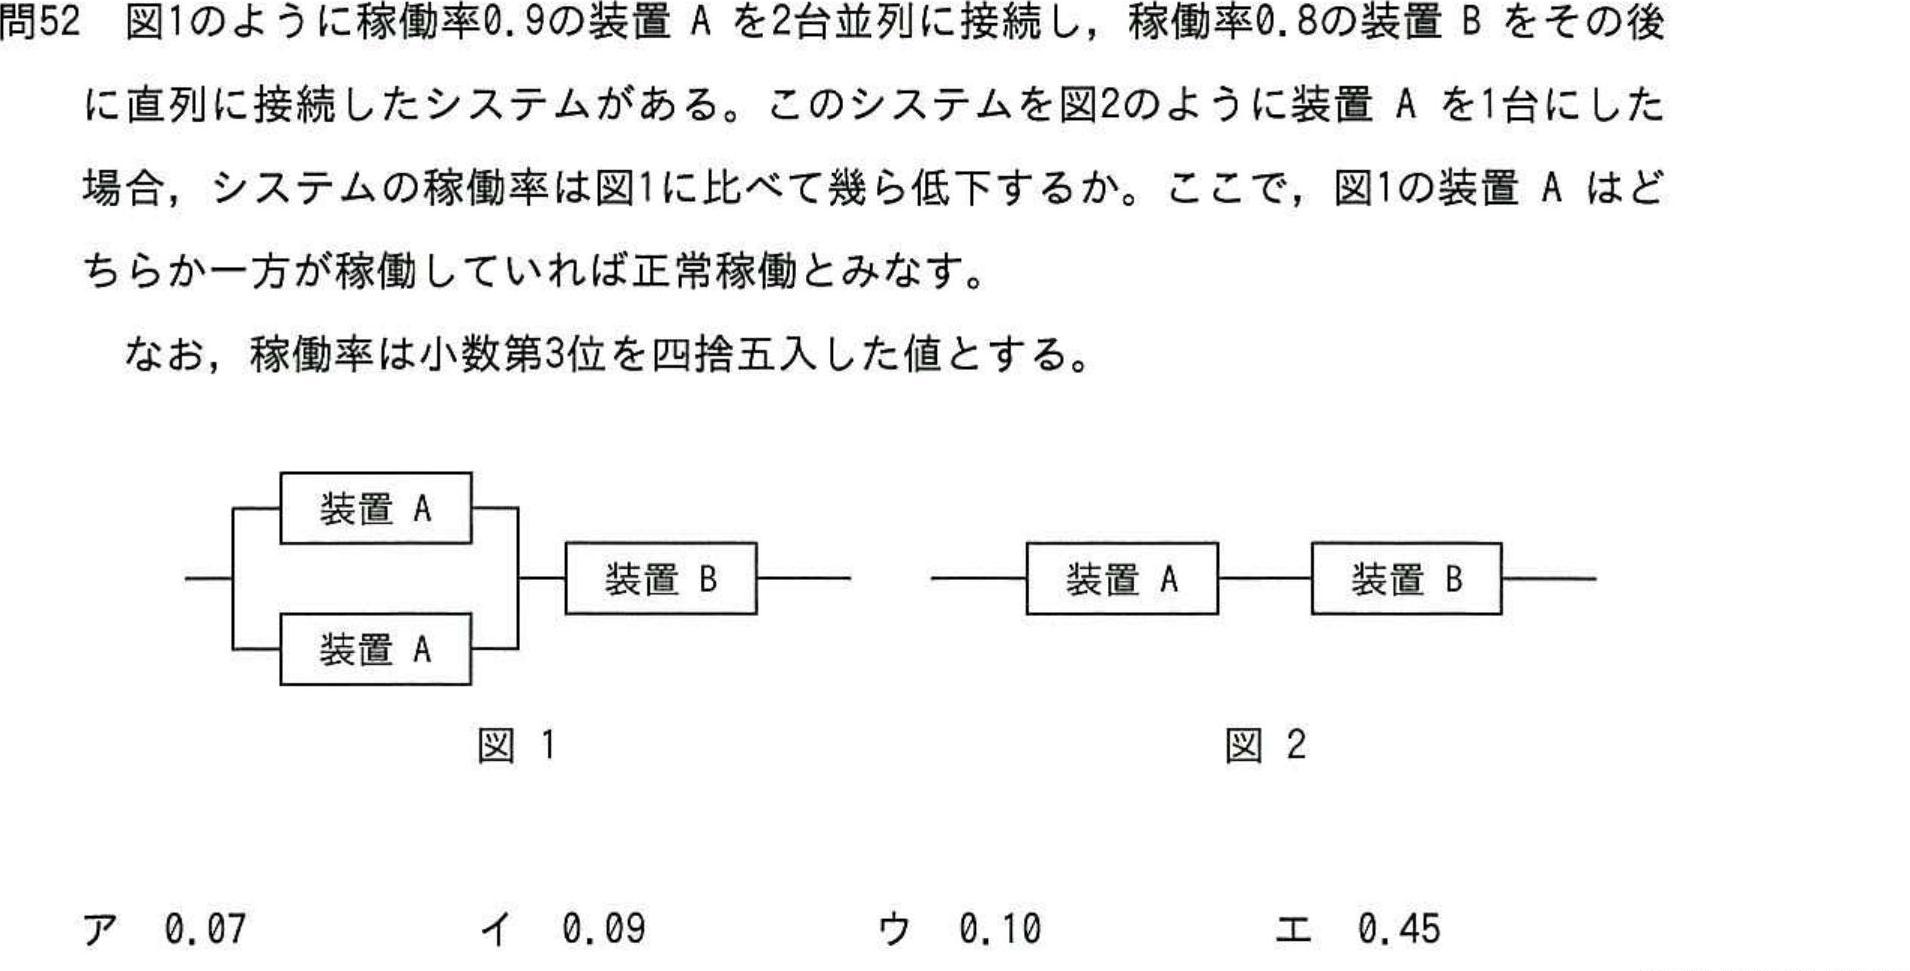 問52　図1のように稼働率0.9の装置 A を2台並列に接続し，稼働率0.8の装置 B をその後
に直列に接続したシステムがある。このシステムを図2のように装置 A を1台にした
場合，システムの稼働率は図1に比べて幾ら低下するか。ここで，図1の装置 A はど
ちらか一方が稼働していれば正常稼働とみなす。
なお，稼働率は小数第3位を四捨五入した値とする。
装置 A
装置 B
装置 A
図 1
装置 A
装置 B
図 2
ア　0.07　イ　0.09　ウ　0.10　エ　0.45